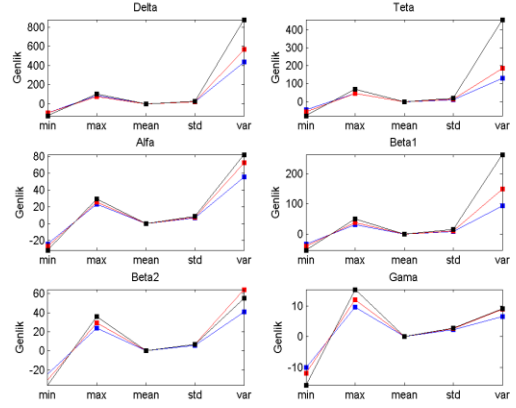 Delta
Genlik
800
600
400
200
0
min max mean std var
Teta
Genlik
400
300
200
100
0
min max mean std var
Alfa
Genlik
80
60
40
20
0
-20
min max mean std var
Beta1
Genlik
200
100
0
min max mean std var
Beta2
Genlik
60
40
20
0
min max mean std var
Gama
Genlik
10
0
-10
min max mean std var